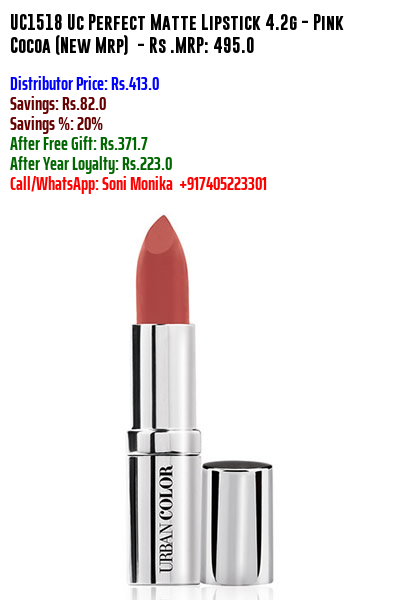 UC1518 Uc Perfect Matte Lipstick 4.2g - Pink
Cocoa (New Mrp) - Rs .MRP: 495.0
Distributor Price: Rs.413.0
Savings: Rs.82.0
Savings %: 20%
After Free Gift: Rs.371.7
After Year Loyalty: Rs.223.0
Call/WhatsApp: Soni Monika +917405223301
URBAN COLOR